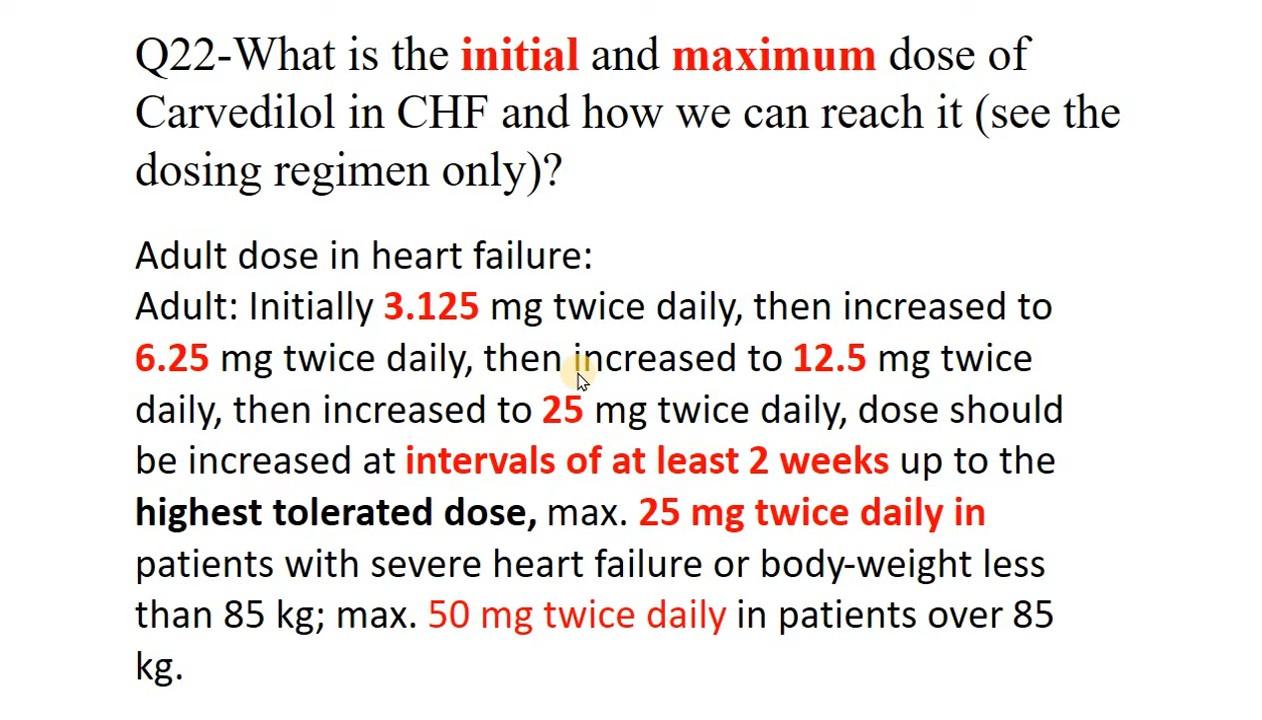 Q22-What is the initial and maximum dose of
Carvedilol in CHF and how we can reach it (see the
dosing regimen only)?
Adult dose in heart failure:
Adult: Initially 3.125 mg twice daily, then increased to
6.25 mg twice daily, then increased to 12.5 mg twice
daily, then increased to 25 mg twice daily, dose should
be increased at intervals of at least 2 weeks up to the
highest tolerated dose, max. 25 mg twice daily in
patients with severe heart failure or body-weight less
than 85 kg; max. 50 mg twice daily in patients over 85
kg.